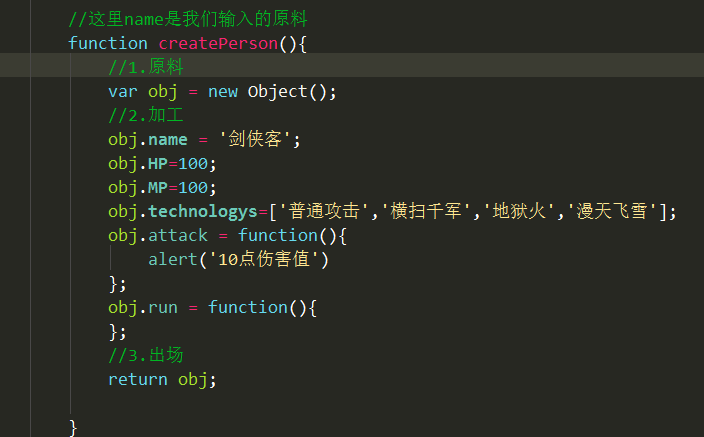 //这里name是我们输入的原料
function createPerson(){
//1.原料
var obj = new Object();
//2.加工
obj.name = '剑侠客';
obj.HP=100;
obj.MP=100;
obj.technologys=['普通攻击','横扫千军','地狱火','漫天飞雪'];
obj.attack = function(){
alert('10点伤害值')
};
obj.run = function(){
};
//3.出场
return obj;
}